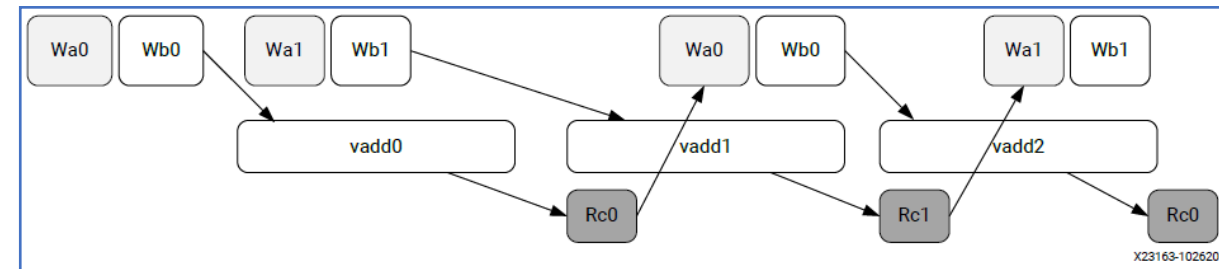 Wa0 Wb0 Wa1 Wb1 Wa0 Wb0 Wa1 Wb1
vadd0 vadd1 vadd2
Rc0 Rc1 Rc0
X23163-102620